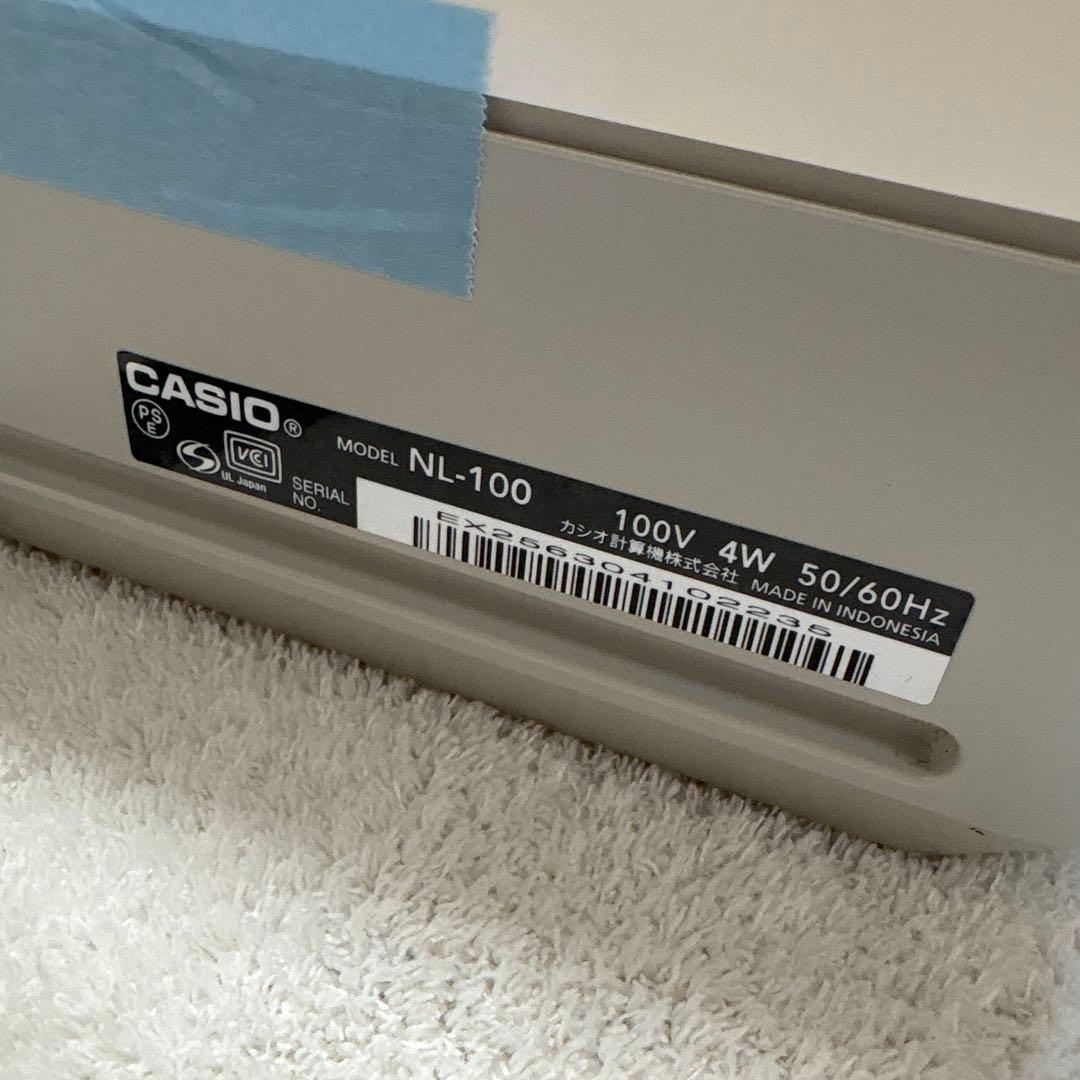 CASIO®
PS
E
VCI
UL Japan
MODEL NL-100
100V 4W 50/60Hz
カシオ計算機株式会社 MADE IN INDONESIA
SERIAL
NO.
EX256304102235